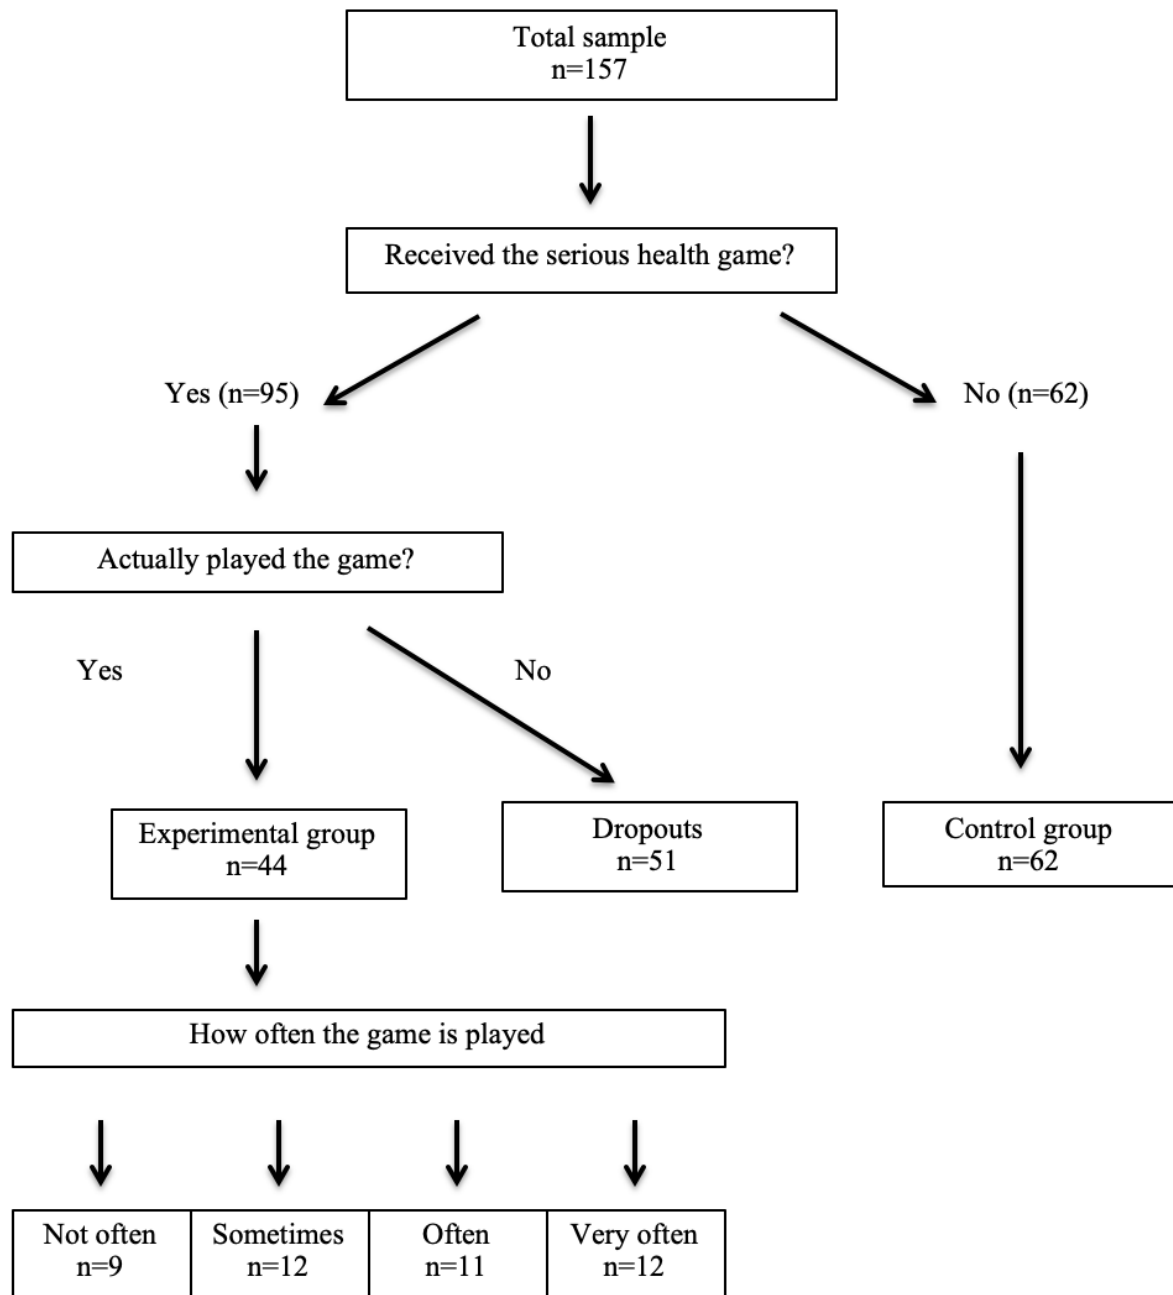 Total sample
n=157
Received the serious health game?
Yes (n=95)
No (n=62)
Actually played the game?
Yes
No
Experimental group
n=44
Dropouts
n=51
Control group
n=62
How often the game is played
Not often
n=9
Sometimes
n=12
Often
n=11
Very often
n=12